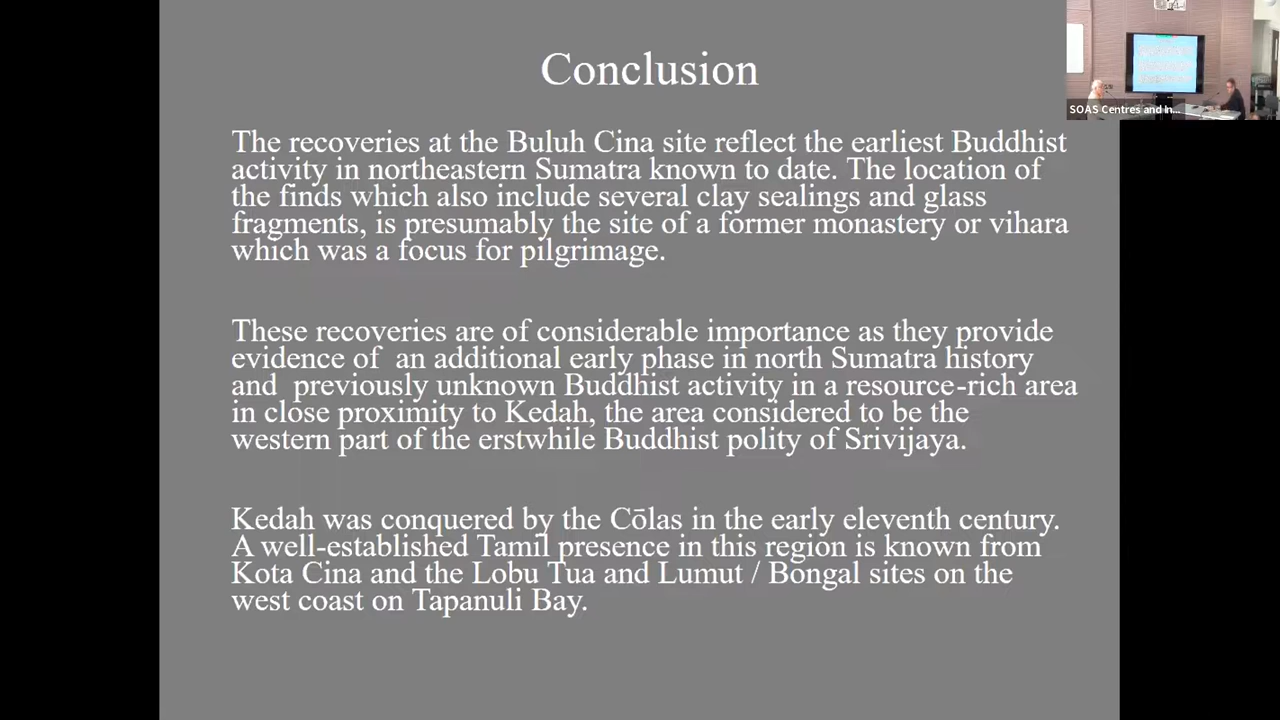 Conclusion
The recoveries at the Buluh Cina site reflect the earliest Buddhist
activity in northeastern Sumatra known to date. The location of
the finds which also include several clay sealings and glass
fragments, is presumably the site of a former monastery or vihara
which was a focus for pilgrimage.
These recoveries are of considerable importance as they provide
evidence of  an additional early phase in north Sumatra history
and  previously unknown Buddhist activity in a resource-rich area
in close proximity to Kedah, the area considered to be the
western part of the erstwhile Buddhist polity of Srivijaya.
Kedah was conquered by the Cōlas in the early eleventh century.
A well-established Tamil presence in this region is known from
Kota Cina and the Lobu Tua and Lumut / Bongal sites on the
west coast on Tapanuli Bay.
SOAS Centres and In...